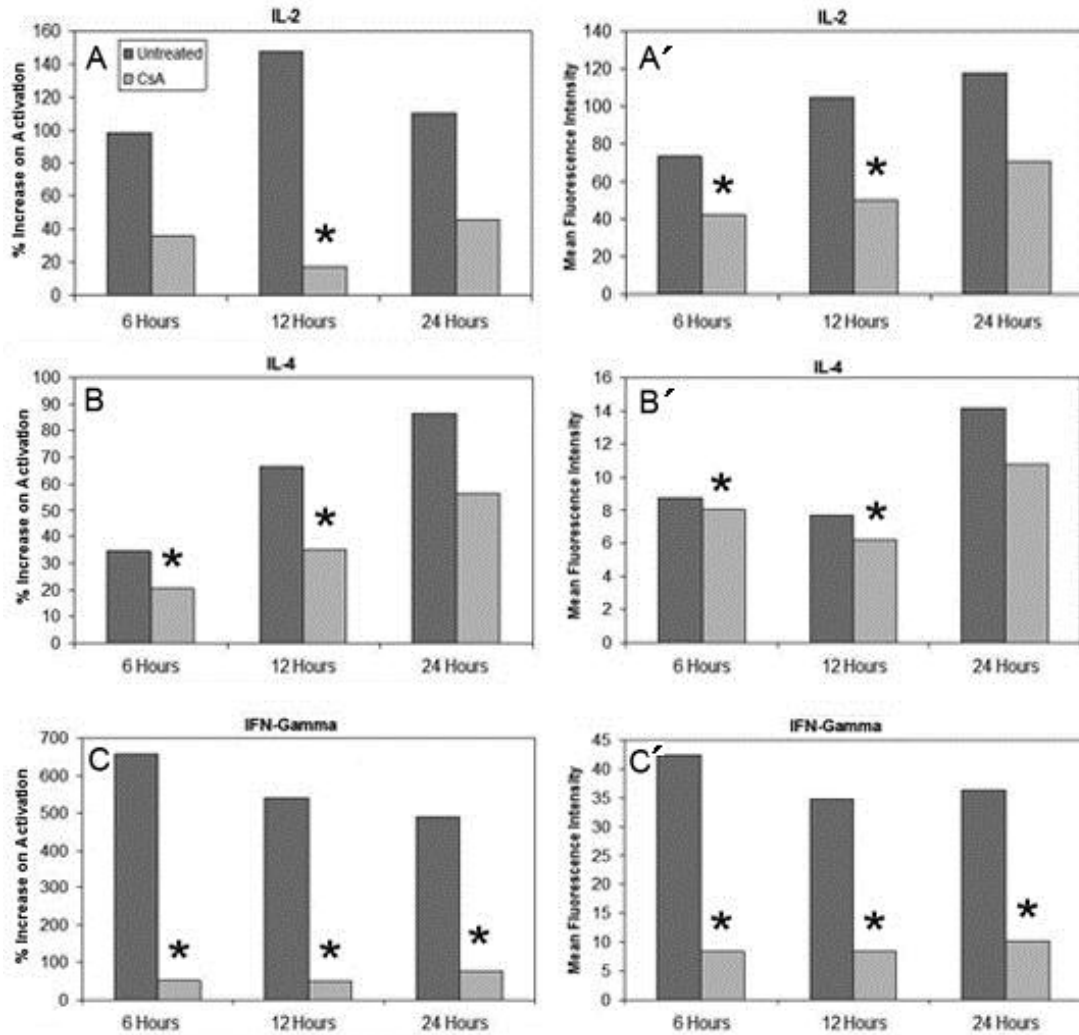 IL-2
A
Untreated
CsA
% Increase on Activation
160
140
120
100
80
60
40
20
0
*
6 Hours 12 Hours 24 Hours
IL-2
A´
Mean Fluorescence Intensity
140
120
100
80
60
40
20
0
* *
6 Hours 12 Hours 24 Hours
IL-4
B
% Increase on Activation
100
90
80
70
60
50
40
30
20
10
0
* *
6 Hours 12 Hours 24 Hours
IL-4
B´
Mean Fluorescence Intensity
16
14
12
10
8
6
4
2
0
* *
6 Hours 12 Hours 24 Hours
IFN-Gamma
C
% Increase on Activation
700
600
500
400
300
200
100
0
* * *
6 Hours 12 Hours 24 Hours
IFN-Gamma
C´
Mean Fluorescence Intensity
45
40
35
30
25
20
15
10
5
0
* * *
6 Hours 12 Hours 24 Hours